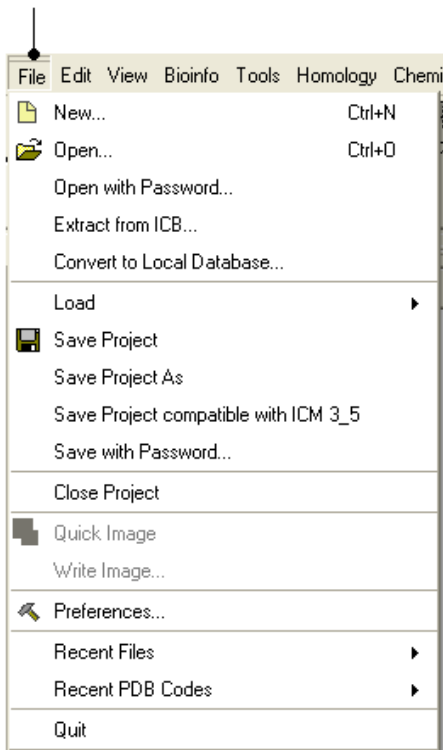 File Edit View Bioinfo Tools Homology Chemi
New... Ctrl+N
Open... Ctrl+O
Open with Password...
Extract from ICB...
Convert to Local Database...
Load
Save Project
Save Project As
Save Project compatible with ICM 3_5
Save with Password...
Close Project
Quick Image
Write Image...
Preferences...
Recent Files
Recent PDB Codes
Quit